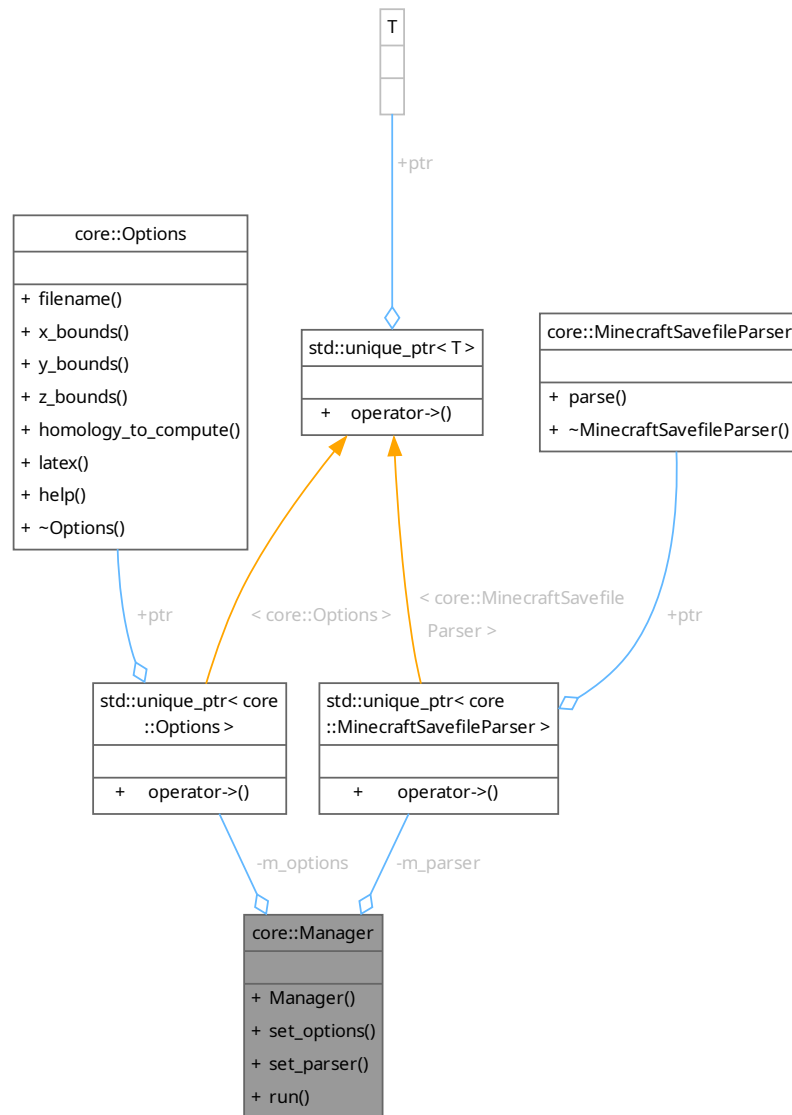 T
+ptr
core::Options
+ filename()
+ x_bounds()
+ y_bounds()
+ z_bounds()
+ homology_to_compute()
+ latex()
+ help()
+ ~Options()
std::unique_ptr< T >
+ operator->()
core::MinecraftSavefileParser
+ parse()
+ ~MinecraftSavefileParser()
+ptr
< core::Options >
< core::MinecraftSavefile
Parser >
+ptr
std::unique_ptr< core
::Options >
+ operator->()
std::unique_ptr< core
::MinecraftSavefileParser >
+ operator->()
-m_options
-m_parser
core::Manager
+ Manager()
+ set_options()
+ set_parser()
+ run()